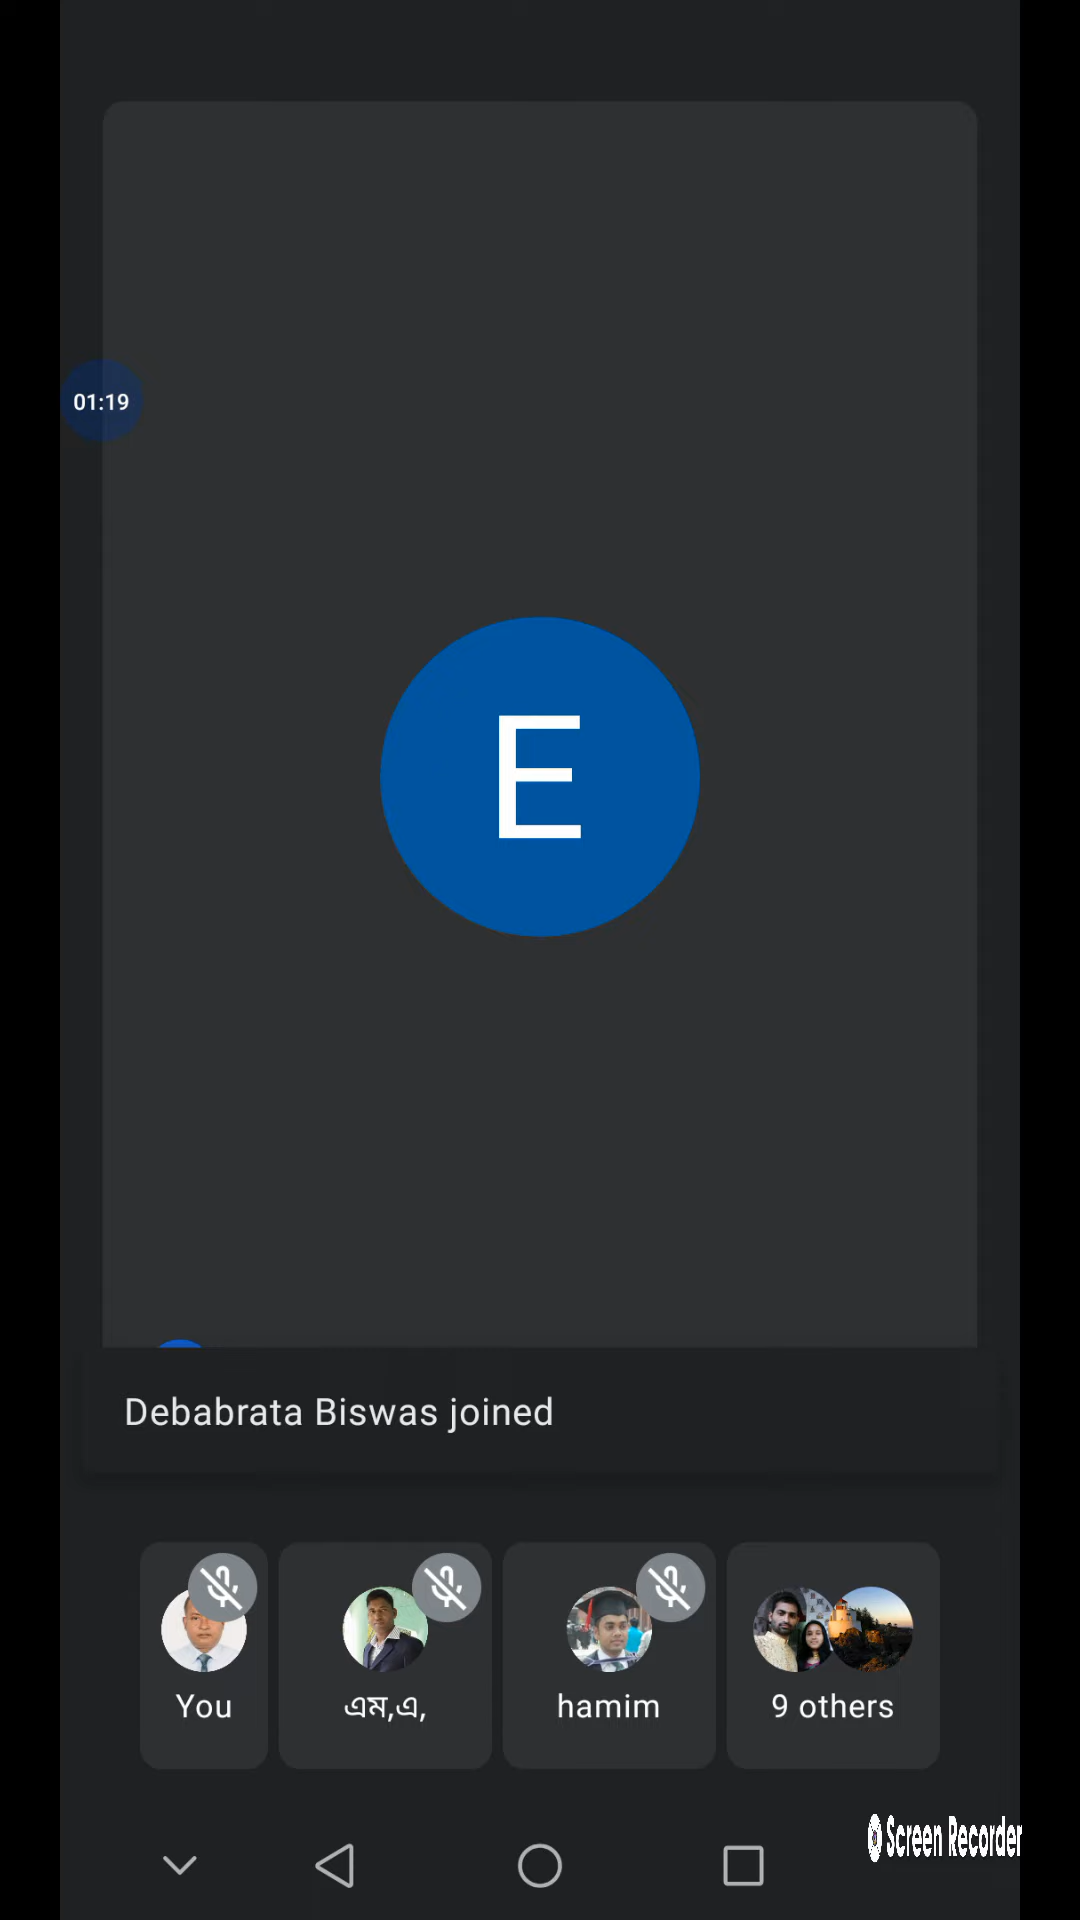 01:19
E
Debabrata Biswas joined
You
এম,এ,
hamim
9 others
Screen Recorder